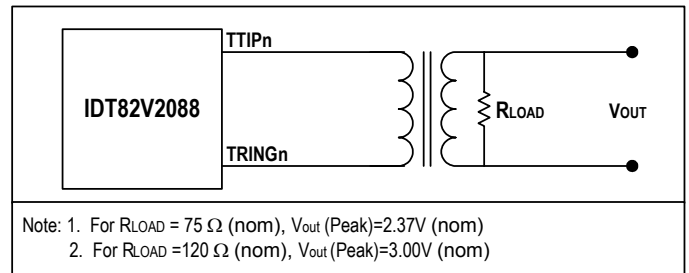 TTIPn
IDT82V2088
RLOAD
VOUT
TRINGn
Note: 1. For RLOAD = 75 Ω (nom), Vout (Peak)=2.37V (nom)
2. For RLOAD =120 Ω (nom), Vout (Peak)=3.00V (nom)